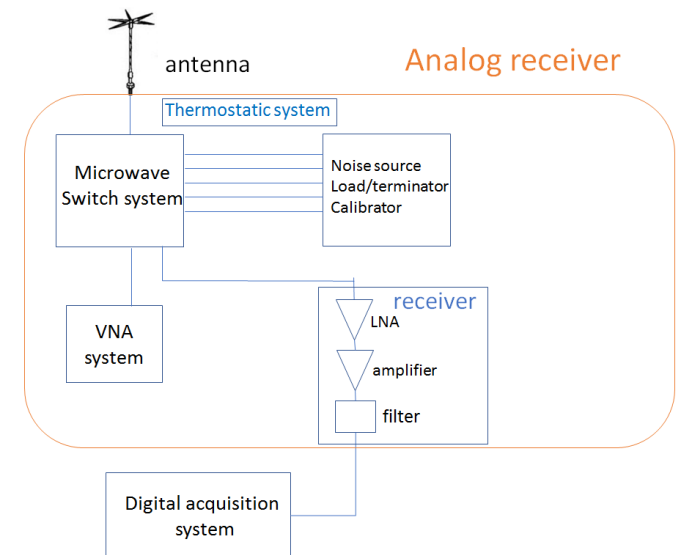 antenna
Analog receiver
Thermostatic system
Microwave
Switch system
Noise source
Load/terminator
Calibrator
receiver
LNA
VNA
system
amplifier
filter
Digital acquisition
system